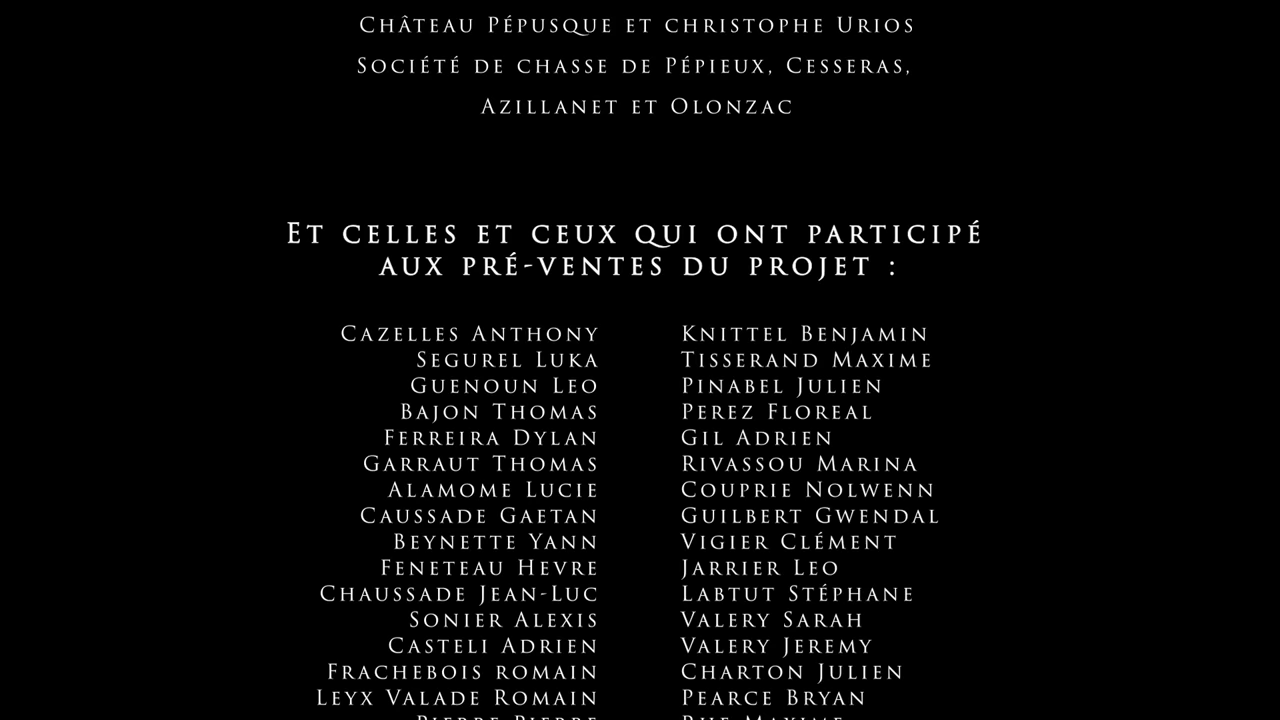 Château Pépusque et christophe Urios
Société de chasse de Pépieux, Cesseras,
Azillanet et Olonzac
Et celles et ceux qui ont participé
aux pré-ventes du projet :
Cazelles Anthony
Segurel Luka
Guenoun Leo
Bajon Thomas
Ferreira Dylan
Garraut Thomas
Alamome Lucie
Caussade Gaetan
Beynette Yann
Feneteau Hevre
Chaussade Jean-Luc
Sonier Alexis
Casteli Adrien
Frachebois romain
Leyx Valade Romain
Pierre Pierre
Knittel Benjamin
Tisserand Maxime
Pinabel Julien
Perez Floreal
Gil Adrien
Rivassou Marina
Couprie Nolwenn
Guilbert Gwendal
Vigier Clément
Jarrier Leo
Labtut Stéphane
Valery Sarah
Valery Jeremy
Charton Julien
Pearce Bryan
Maxime